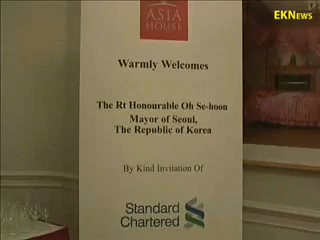 EKNEWS
ASIA
HOUSE
Warmly Welcomes
The Rt Honourable Oh Se-hoon
Mayor of Seoul,
The Republic of Korea
By Kind Invitation Of
Standard
Chartered